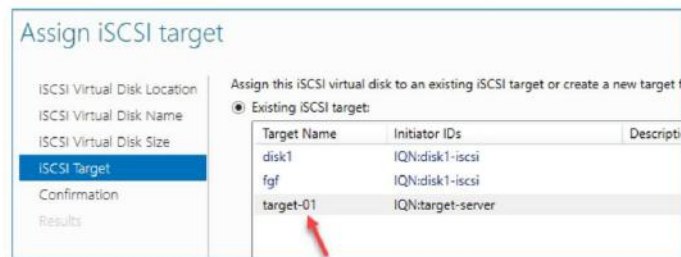 Assign iSCSI target
iSCSI Virtual Disk Location
iSCSI Virtual Disk Name
iSCSI Virtual Disk Size
iSCSI Target
Confirmation
Results
Assign this iSCSI virtual disk to an existing iSCSI target or create a new target f
Existing iSCSI target:
Target Name Initiator IDs Descripti
disk1 IQN:disk1-iscsi
fgf IQN:disk1-iscsi
target-01 IQN:target-server